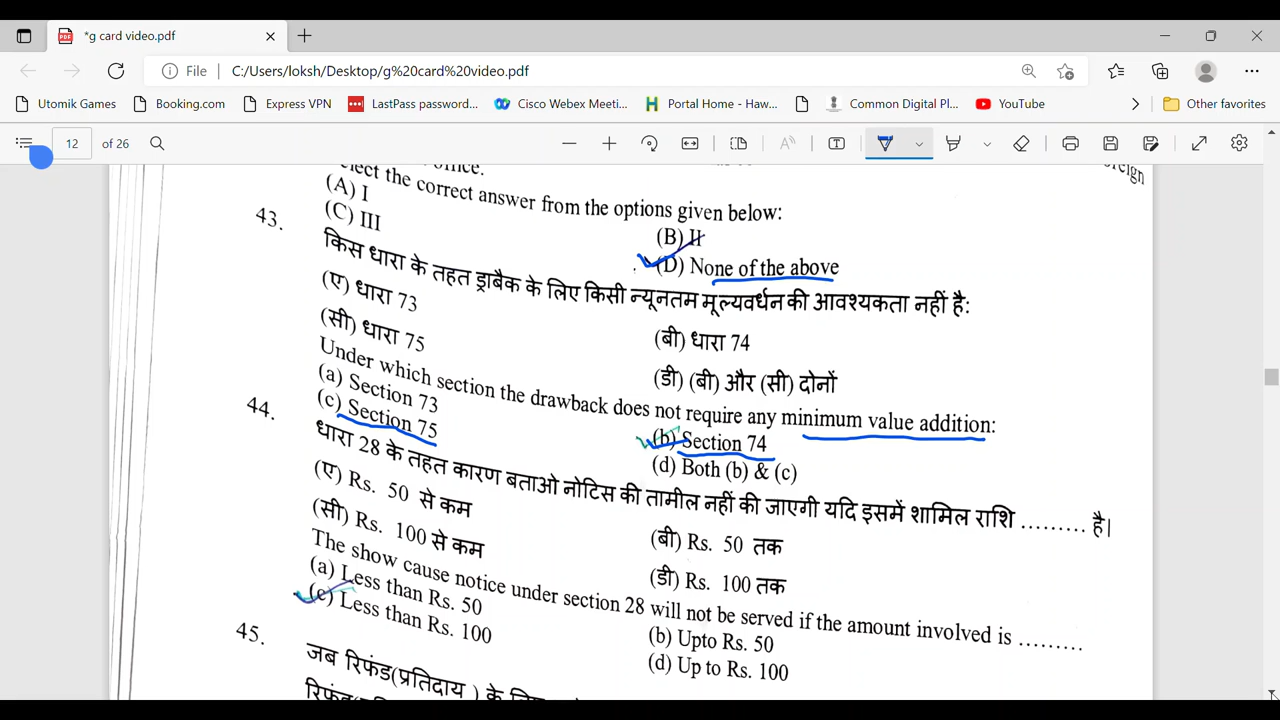 *g card video.pdf
File C:/Users/loksh/Desktop/g%20card%20video.pdf
Utomik Games Booking.com Express VPN LastPass password... Cisco Webex Meeti... Portal Home - Haw... Common Digital Pl... YouTube Other favorites
12 of 26
office.
reign
elect the correct answer from the options given below:
(A) I
(B) II
(C) III
(D) None of the above
43.
किस धारा के तहत ड्राबैक के लिए किसी न्यूनतम मूल्यवर्धन की आवश्यकता नहीं है:
(ए) धारा 73
(बी) धारा 74
(सी) धारा 75
(डी) (बी) और (सी) दोनों
Under which section the drawback does not require any minimum value addition:
(a) Section 73
(b) Section 74
(c) Section 75
(d) Both (b) & (c)
44.
धारा 28 के तहत कारण बताओ नोटिस की तामील नहीं की जाएगी यदि इसमें शामिल राशि ......... है|
(ए) Rs. 50 से कम
(बी) Rs. 50 तक
(सी) Rs. 100 से कम
(डी) Rs. 100 तक
The show cause notice under section 28 will not be served if the amount involved is .........
(a) Less than Rs. 50
(b) Upto Rs. 50
(c) Less than Rs. 100
(d) Up to Rs. 100
45.
जब रिफंड(प्रतिदाय ) के